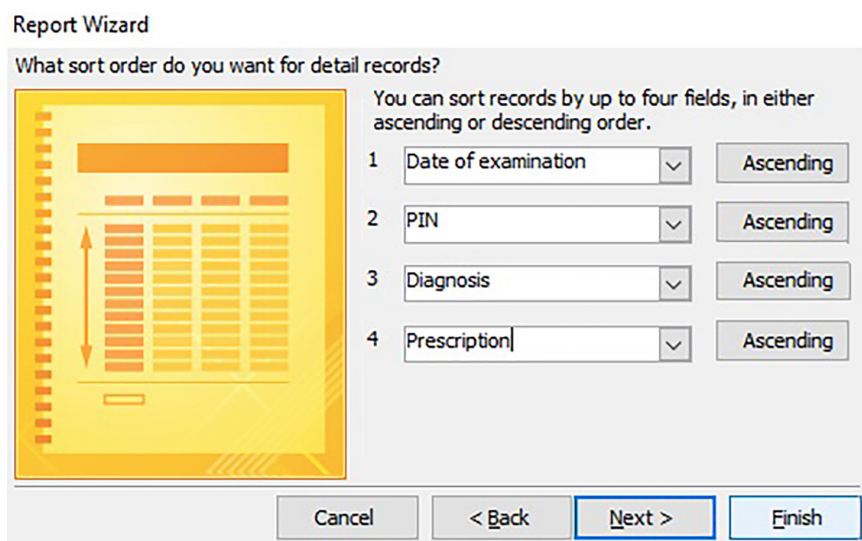 Report Wizard
What sort order do you want for detail records?
You can sort records by up to four fields, in either
ascending or descending order.
1 Date of examination Ascending
2 PIN Ascending
3 Diagnosis Ascending
4 Prescription Ascending
Cancel < Back Next > Finish